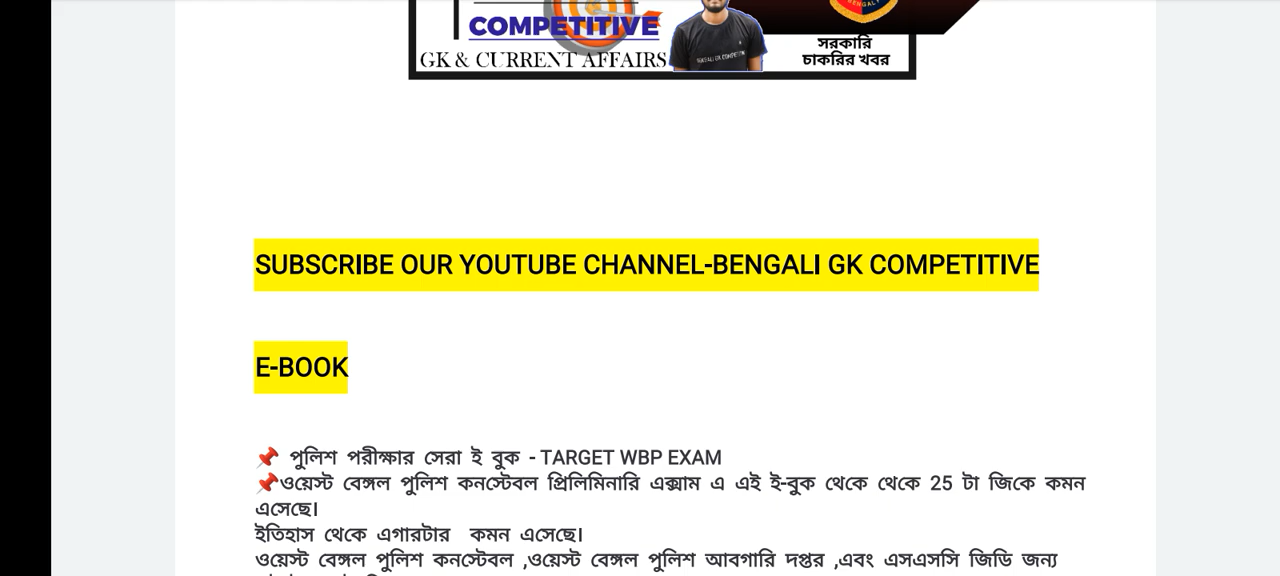 COMPETITIVE
GK & CURRENT AFFAIRS
সরকারি
চাকরির খবর
SUBSCRIBE OUR YOUTUBE CHANNEL-BENGALI GK COMPETITIVE
E-BOOK
📌 পুলিশ পরীক্ষার সেরা ই বুক - TARGET WBP EXAM
📌ওয়েস্ট বেঙ্গল পুলিশ কনস্টেবল প্রিলিমিনারি এক্সাম এ এই ই-বুক থেকে থেকে 25 টা জিকে কমন
এসেছে।
ইতিহাস থেকে এগারটার কমন এসেছে।
ওয়েস্ট বেঙ্গল পুলিশ কনস্টেবল ,ওয়েস্ট বেঙ্গল পুলিশ আবগারি দপ্তর ,এবং এসএসসি জিডি জন্য